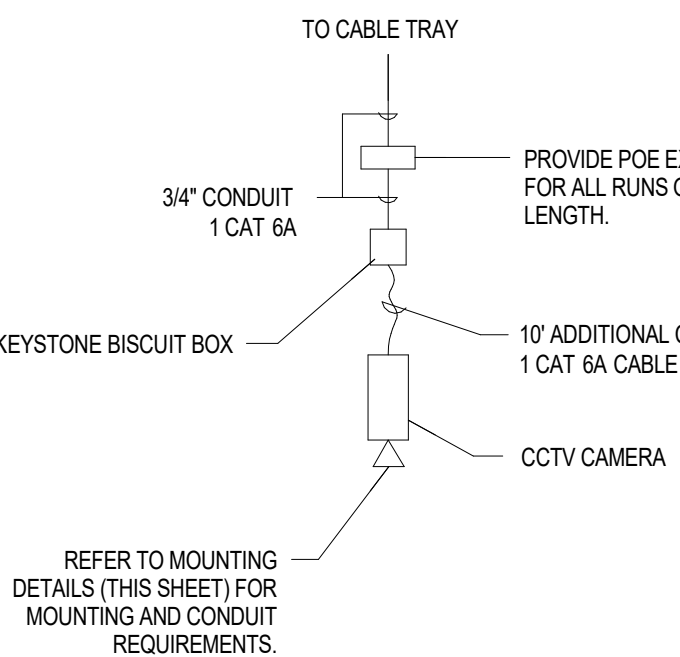 TO CABLE TRAY
PROVIDE POE
FOR ALL RUNS
LENGTH.
3/4" CONDUIT
1 CAT 6A
KEYSTONE BISCUIT BOX
10' ADDITIONAL
1 CAT 6A CABLE
CCTV CAMERA
REFER TO MOUNTING
DETAILS (THIS SHEET) FOR
MOUNTING AND CONDUIT
REQUIREMENTS.